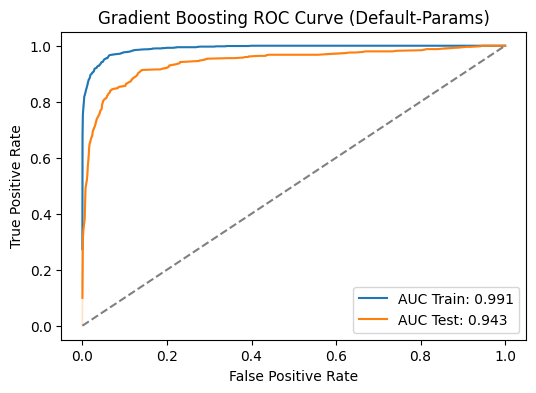 Gradient Boosting ROC Curve (Default-Params)
1.0
0.8
0.6
0.4
0.2
0.0
True Positive Rate
AUC Train: 0.991
AUC Test: 0.943
0.0 0.2 0.4 0.6 0.8 1.0
False Positive Rate